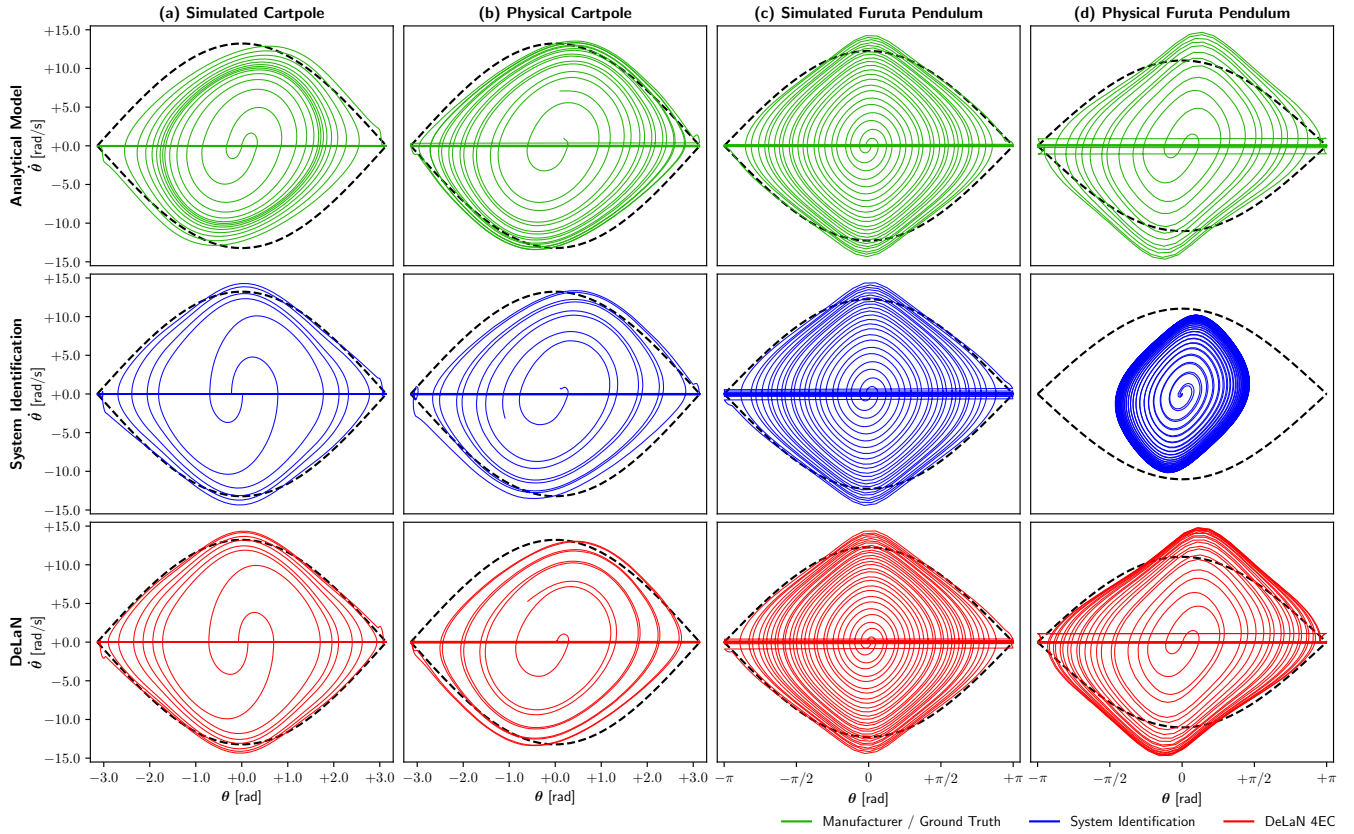 (a) Simulated Cartpole (b) Physical Cartpole (c) Simulated Furuta Pendulum (d) Physical Furuta Pendulum
Analytical Model
θ̇ [rad/s]
+15.0
+10.0
+5.0
+0.0
−5.0
−10.0
−15.0
System Identification
θ̇ [rad/s]
+15.0
+10.0
+5.0
+0.0
−5.0
−10.0
−15.0
DeLaN
θ̇ [rad/s]
+15.0
+10.0
+5.0
+0.0
−5.0
−10.0
−15.0
−3.0 −2.0 −1.0 +0.0 +1.0 +2.0 +3.0 −3.0 −2.0 −1.0 +0.0 +1.0 +2.0 +3.0 −π −π/2 0 +π/2 +π −π −π/2 0 +π/2 +π
θ [rad] θ [rad] θ [rad] θ [rad]
Manufacturer / Ground Truth System Identification DeLaN 4EC